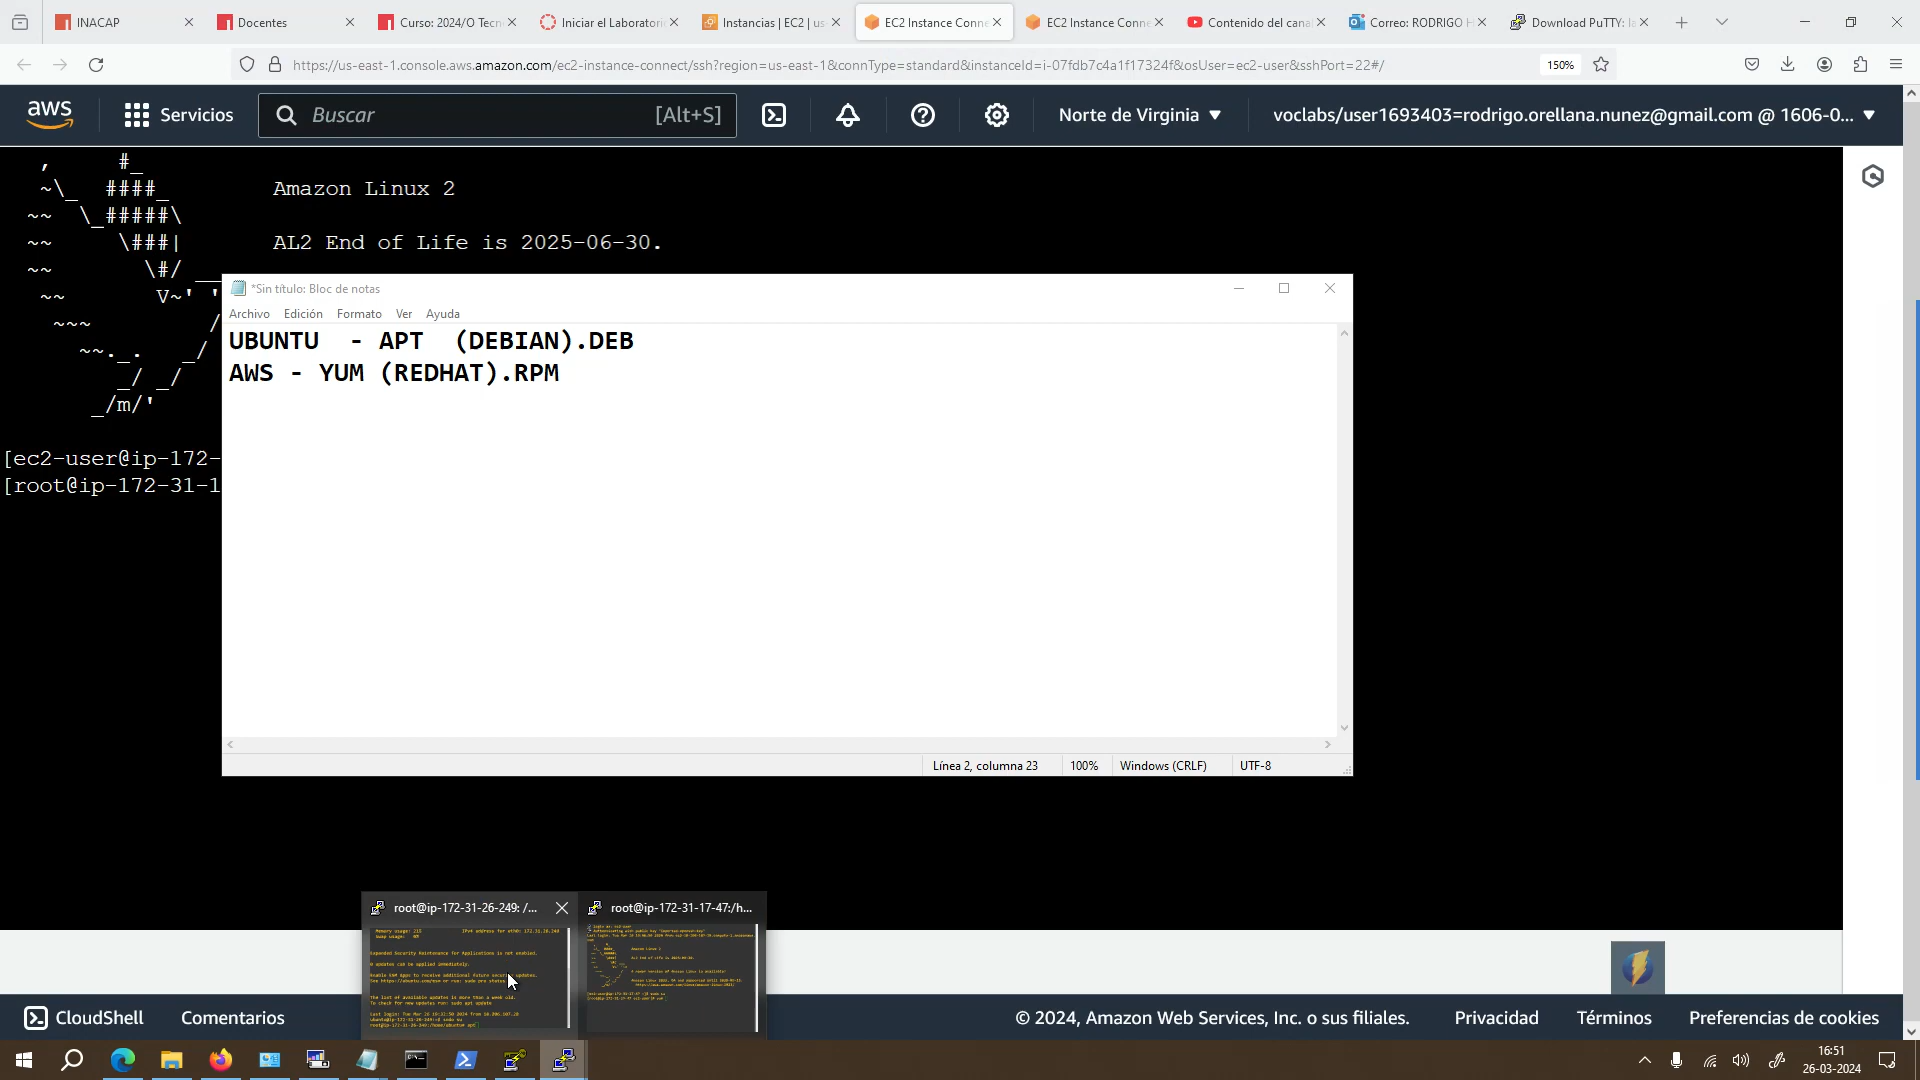 INACAP
Docentes
Curso: 2024/O Tecn
Iniciar el Laboratori
Instancias | EC2 | us
EC2 Instance Conn
EC2 Instance Conn
Contenido del cana
Correo: RODRIGO H
Download PuTTY: la
https://us-east-1.console.aws.amazon.com/ec2-instance-connect/ssh?region=us-east-1&connType=standard&instanceId=i-07fdb7c4a1f17324f&osUser=ec2-user&sshPort=22#/
150%
aws
Servicios
Buscar
[Alt+S]
Norte de Virginia
voclabs/user1693403=rodrigo.orellana.nunez@gmail.com @ 1606-0...
Amazon Linux 2
AL2 End of Life is 2025-06-30.
*Sin título: Bloc de notas
Archivo Edición Formato Ver Ayuda
UBUNTU  - APT  (DEBIAN).DEB
AWS - YUM (REDHAT).RPM
[ec2-user@ip-172-
[root@ip-172-31-1
Línea 2, columna 23
100%
Windows (CRLF)
UTF-8
root@ip-172-31-26-249: /...
root@ip-172-31-17-47:/h...
CloudShell
Comentarios
© 2024, Amazon Web Services, Inc. o sus filiales.
Privacidad
Términos
Preferencias de cookies
16:51
26-03-2024